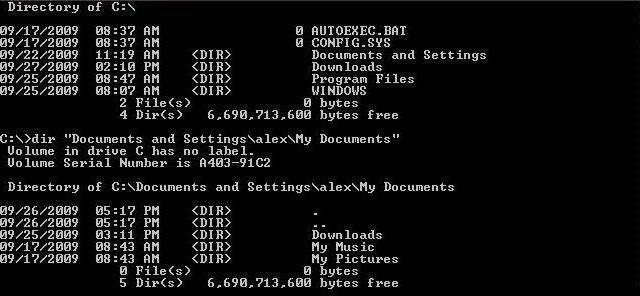 Directory of C:\
09/17/2009  08:37 AM                 0 AUTOEXEC.BAT
09/17/2009  08:37 AM                 0 CONFIG.SYS
09/22/2009  11:19 AM    <DIR>          Documents and Settings
09/27/2009  02:10 PM    <DIR>          Downloads
09/25/2009  08:47 AM    <DIR>          Program Files
09/25/2009  08:07 AM    <DIR>          WINDOWS
2 File(s)              0 bytes
4 Dir(s)   6,690,713,600 bytes free
C:\>dir "Documents and Settings\alex\My Documents"
Volume in drive C has no label.
Volume Serial Number is A403-91C2
Directory of C:\Documents and Settings\alex\My Documents
09/26/2009  05:17 PM    <DIR>          .
09/26/2009  05:17 PM    <DIR>          ..
09/25/2009  03:11 PM    <DIR>          Downloads
09/17/2009  08:43 AM    <DIR>          My Music
09/17/2009  08:43 AM    <DIR>          My Pictures
0 File(s)              0 bytes
5 Dir(s)   6,690,713,600 bytes free